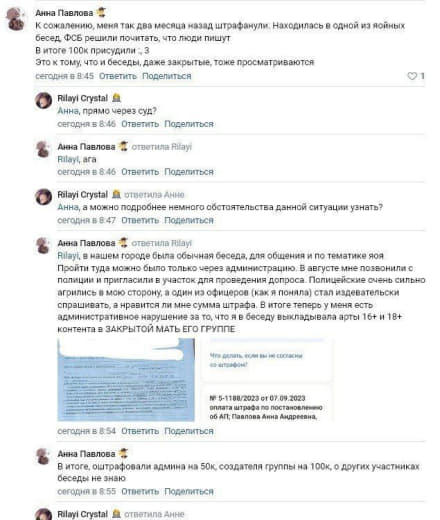 Анна Павлова
К сожалению, меня так два месяца назад штрафанули. Находилась в одной из яойных
бесед, ФСБ решили почитать, что люди пишут
В итоге 100к присудили : , 3
Это к тому, что и беседы, даже закрытые, тоже просматриваются
сегодня в 8:45 Ответить Поделиться
1
Rilayi Crystal
Анна, прямо через суд?
сегодня в 8:46 Ответить Поделиться
Анна Павлова ответила Rilayi
Rilayi, ага
сегодня в 8:46 Ответить Поделиться
Rilayi Crystal ответила Анне
Анна, а можно подробнее немного обстоятельства данной ситуации узнать?
сегодня в 8:47 Ответить Поделиться
Анна Павлова ответила Rilayi
Rilayi, в нашем городе была обычная беседа, для общения и по тематике яоя
Пройти туда можно было только через администрацию. В августе мне позвонили с
полиции и пригласили в участок для проведения допроса. Полицейские очень сильно
агрились в мою сторону, а один из офицеров (как я поняла) стал издевательски
спрашивать, а нравится ли мне сумма штрафа. В итоге теперь у меня есть
административное нарушение за то, что я в беседу выкладывала арты 16+ и 18+
контента в ЗАКРЫТОЙ МАТЬ ЕГО ГРУППЕ
Что делать, если вы не согласны
со штрафом?
№ 5-1188/2023 от 07.09.2023
оплата штрафа по постановлению
об АП; Павлова Анна Андреевна,
сегодня в 8:54 Ответить Поделиться
Анна Павлова
В итоге, оштрафовали админа на 50к, создателя группы на 100к, о других участниках
беседы не знаю
сегодня в 8:55 Ответить Поделиться
Rilayi Crystal ответила Анне